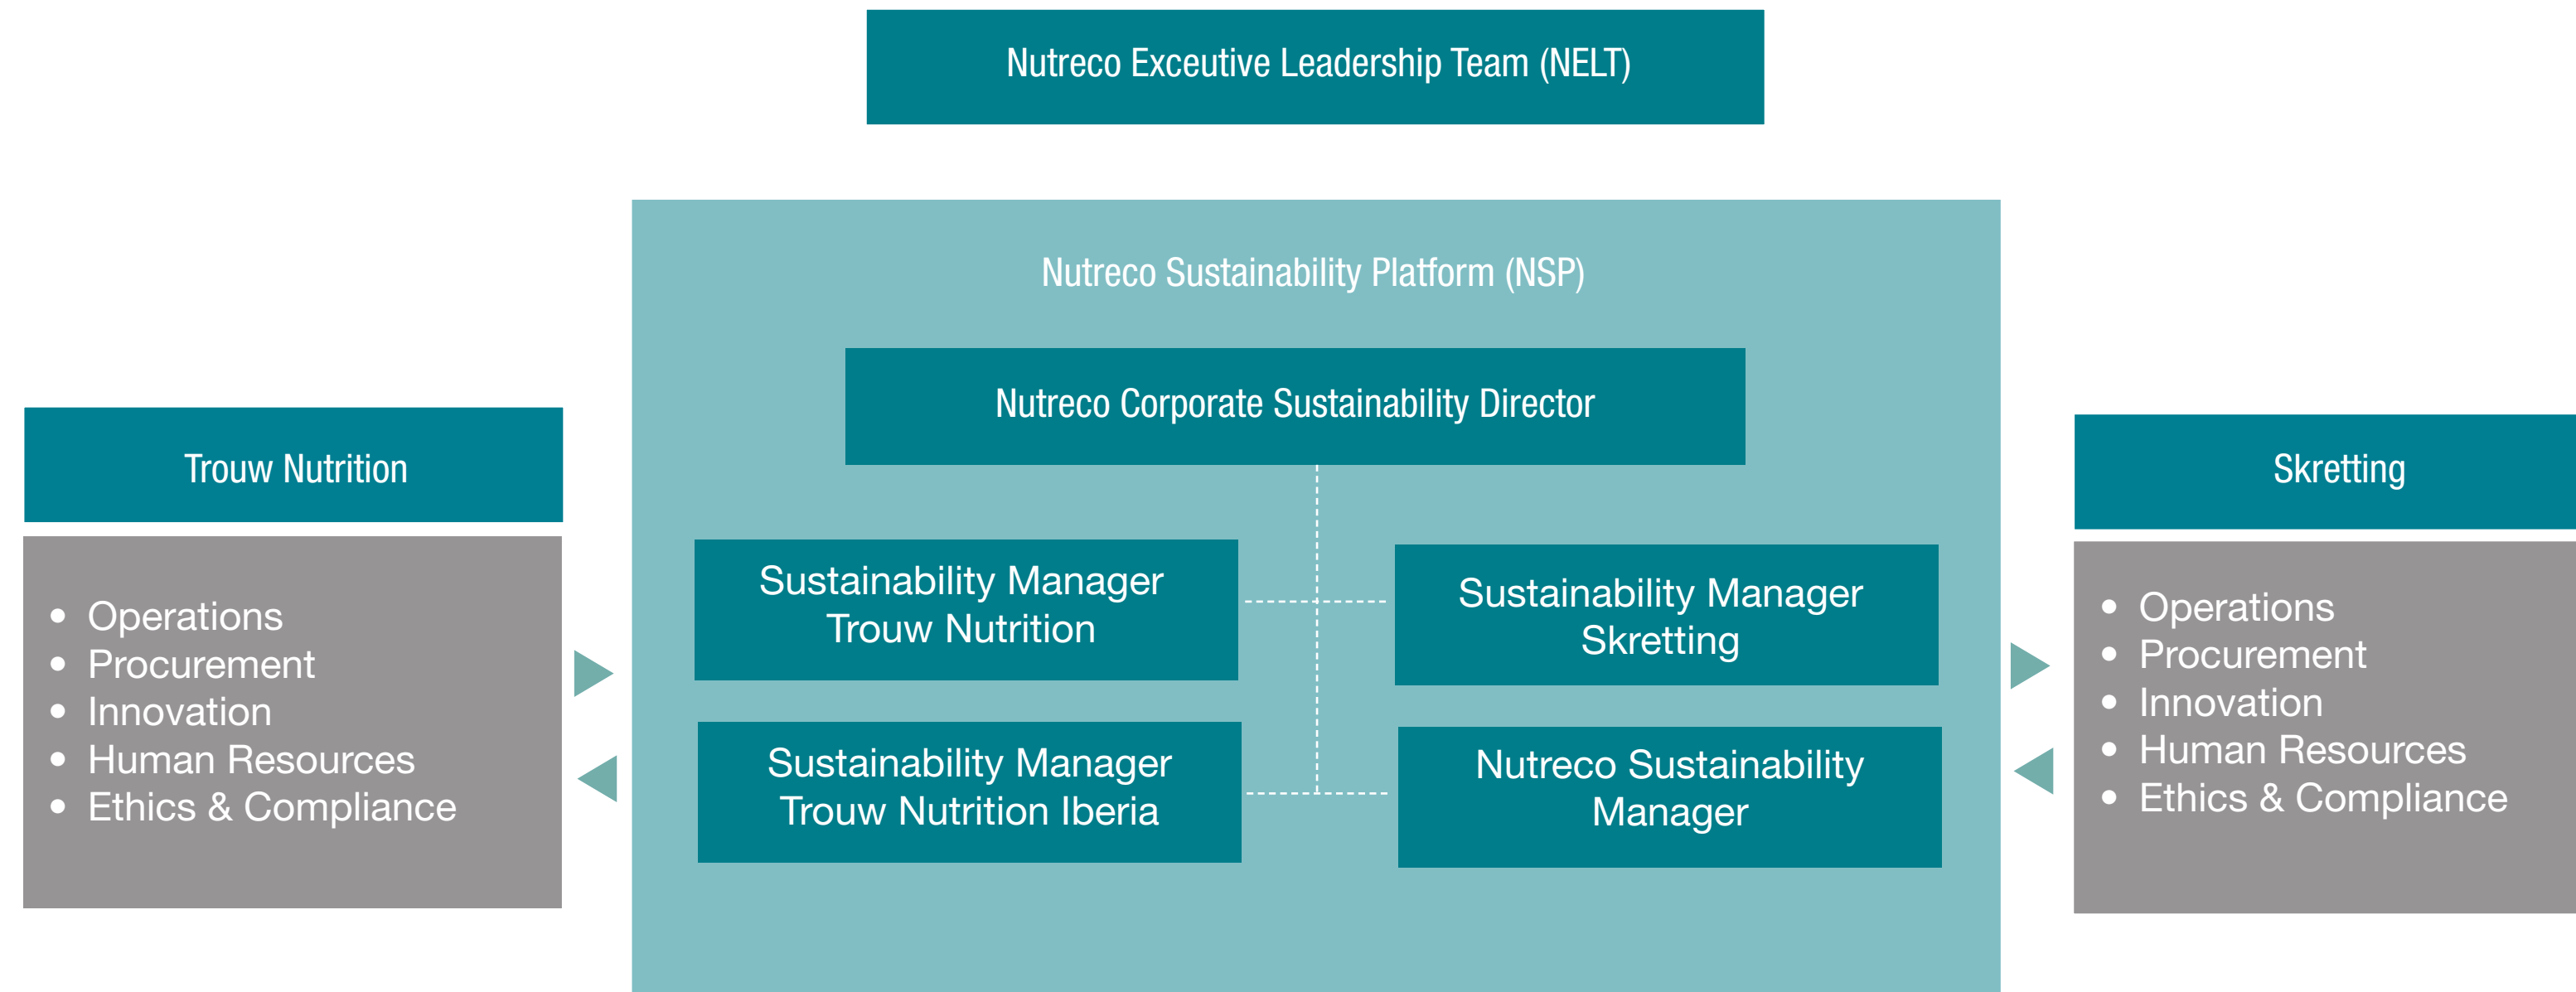 Nutreco Exceutive Leadership Team (NELT)
Nutreco Sustainability Platform (NSP)
Nutreco Corporate Sustainability Director
Trouw Nutrition
• Operations
• Procurement
• Innovation
• Human Resources
• Ethics & Compliance
Sustainability Manager
Trouw Nutrition
Sustainability Manager
Skretting
Sustainability Manager
Trouw Nutrition Iberia
Nutreco Sustainability
Manager
Skretting
• Operations
• Procurement
• Innovation
• Human Resources
• Ethics & Compliance